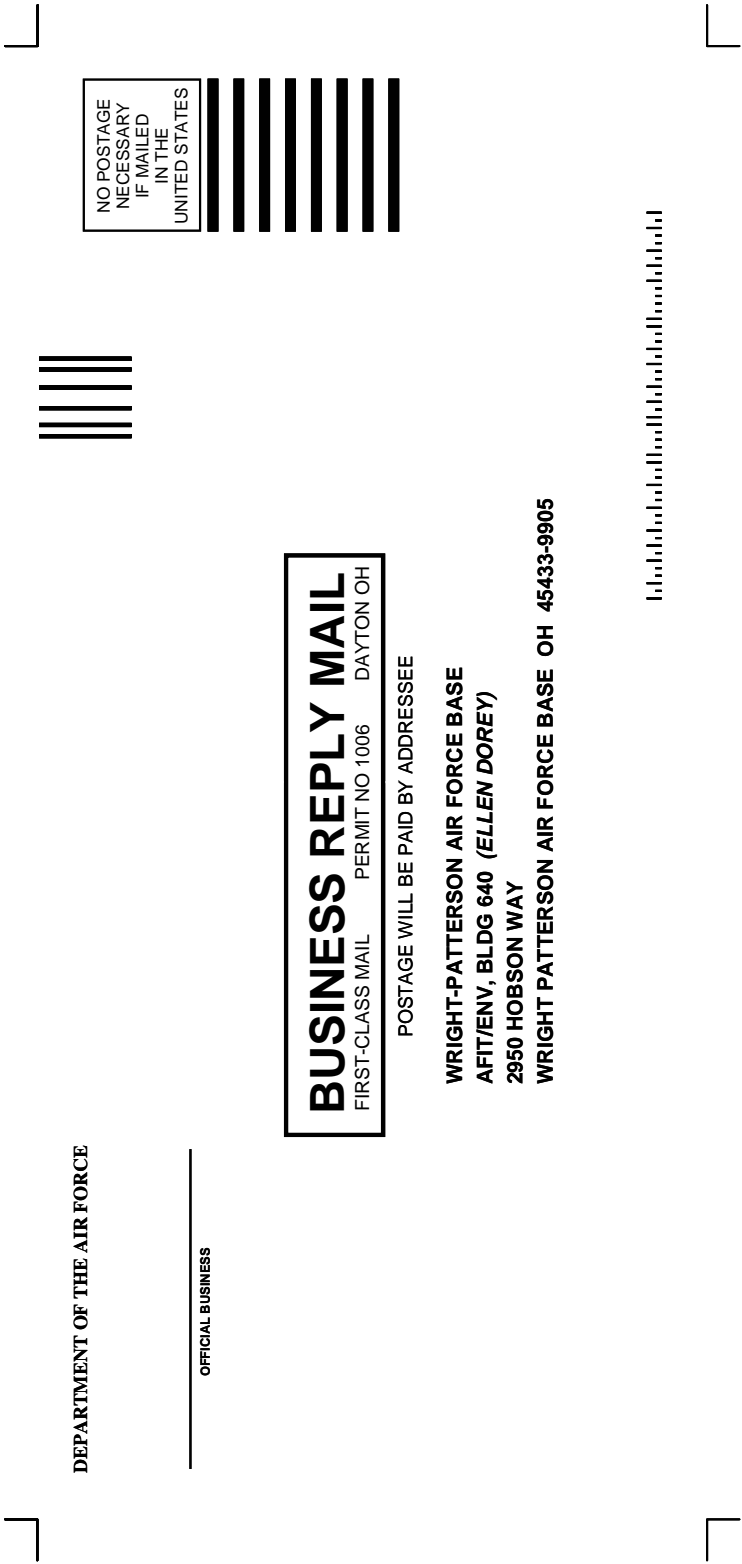 DEPARTMENT OF THE AIR FORCE
OFFICIAL BUSINESS
NO POSTAGE
NECESSARY
IF MAILED
IN THE
UNITED STATES
BUSINESS REPLY MAIL
FIRST-CLASS MAIL PERMIT NO 1006 DAYTON OH
POSTAGE WILL BE PAID BY ADDRESSEE
WRIGHT-PATTERSON AIR FORCE BASE
AFIT/ENV, BLDG 640 (ELLEN DOREY)
2950 HOBSON WAY
WRIGHT PATTERSON AIR FORCE BASE OH 45433-9905